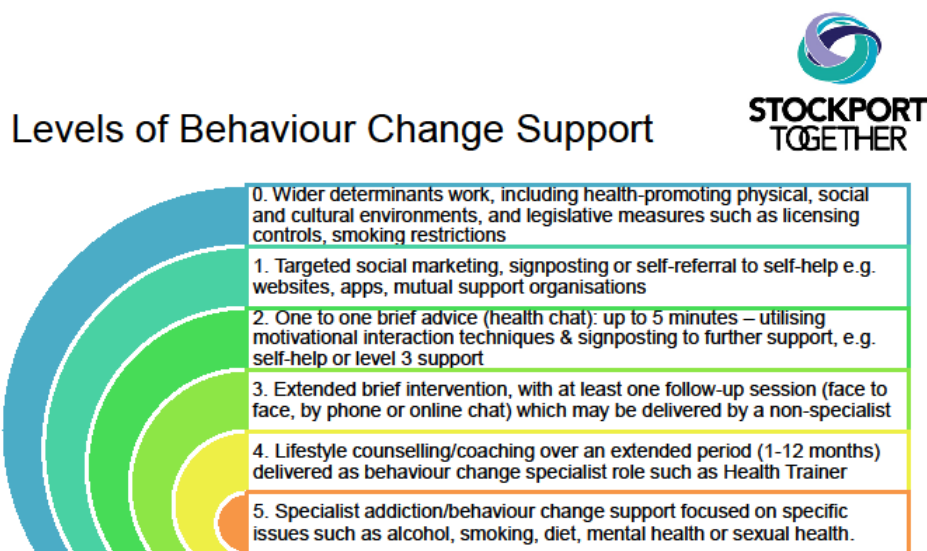 STOCKPORT
TOGETHER
Levels of Behaviour Change Support
0. Wider determinants work, including health-promoting physical, social
and cultural environments, and legislative measures such as licensing
controls, smoking restrictions
1. Targeted social marketing, signposting or self-referral to self-help e.g.
websites, apps, mutual support organisations
2. One to one brief advice (health chat): up to 5 minutes – utilising
motivational interaction techniques & signposting to further support, e.g.
self-help or level 3 support
3. Extended brief intervention, with at least one follow-up session (face to
face, by phone or online chat) which may be delivered by a non-specialist
4. Lifestyle counselling/coaching over an extended period (1-12 months)
delivered as behaviour change specialist role such as Health Trainer
5. Specialist addiction/behaviour change support focused on specific
issues such as alcohol, smoking, diet, mental health or sexual health.